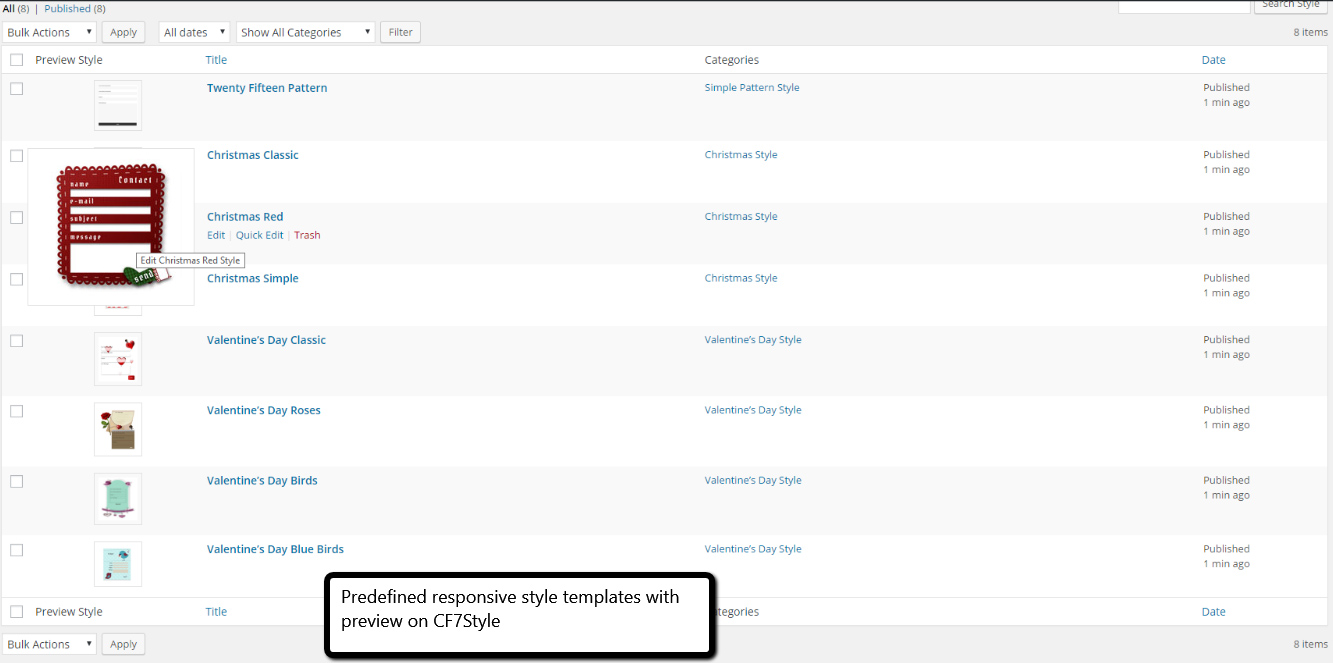 All (8) | Published (8)
Search Style
Bulk Actions Apply All dates Show All Categories Filter 8 items
Preview Style Title Categories Date
Twenty Fifteen Pattern Simple Pattern Style Published
1 min ago
Christmas Classic Christmas Style Published
1 min ago
Contact
name
e-mail
subject
message
send
Edit Christmas Red Style
Christmas Red Christmas Style Published
Edit | Quick Edit | Trash 1 min ago
Christmas Simple Christmas Style Published
1 min ago
Valentine's Day Classic Valentine's Day Style Published
1 min ago
Valentine's Day Roses Valentine's Day Style Published
1 min ago
Valentine's Day Birds Valentine's Day Style Published
1 min ago
Valentine's Day Blue Birds Valentine's Day Style Published
1 min ago
Preview Style Title tegories Date
Predefined responsive style templates with
preview on CF7Style
Bulk Actions Apply 8 items